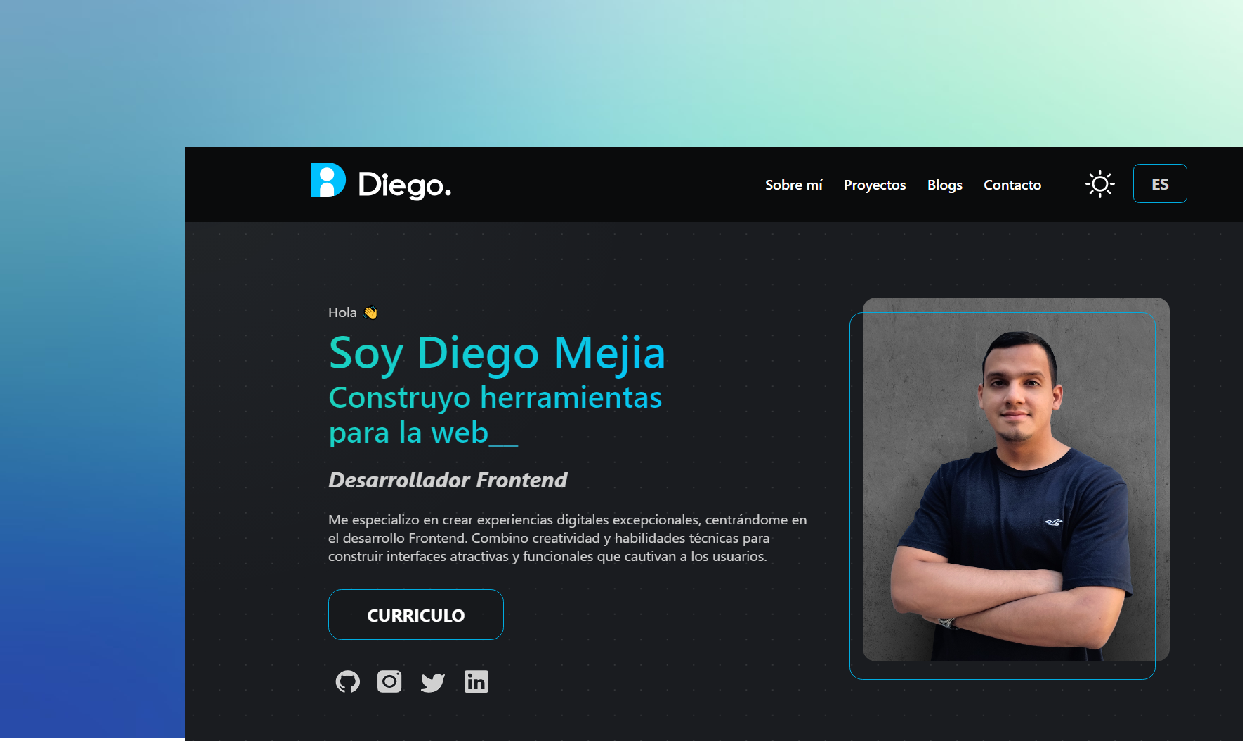 Diego.
Sobre mí Proyectos Blogs Contacto ES
Hola 👋
Soy Diego Mejia
Construyo herramientas
para la web__
Desarrollador Frontend
Me especializo en crear experiencias digitales excepcionales, centrándome en
el desarrollo Frontend. Combino creatividad y habilidades técnicas para
construir interfaces atractivas y funcionales que cautivan a los usuarios.
CURRICULO
in